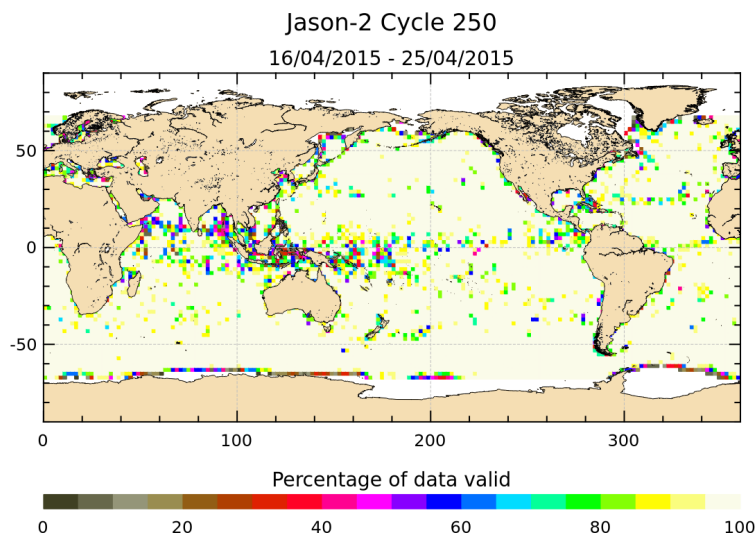 Jason-2 Cycle 250
16/04/2015 - 25/04/2015
50
0
-50
0 100 200 300
Percentage of data valid
0 20 40 60 80 100